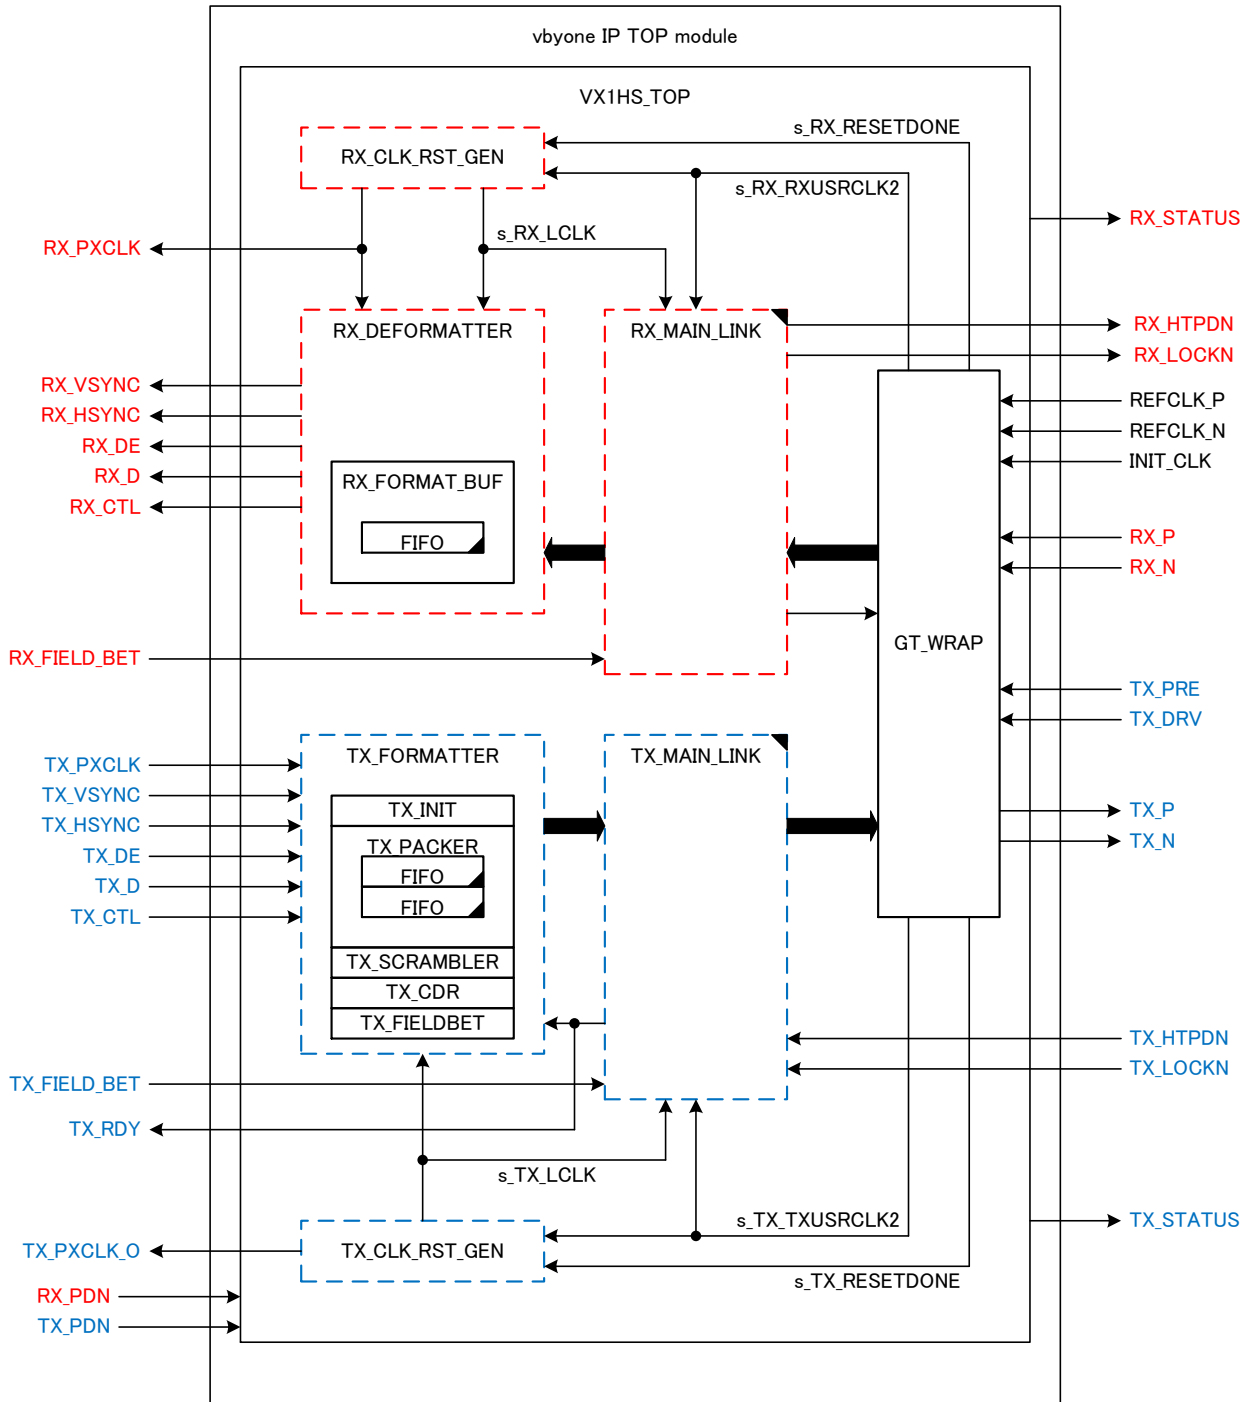 vbyone IP TOP module
VX1HS_TOP
s_RX_RESETDONE
RX_CLK_RST_GEN
s_RX_RXUSRCLK2
RX_STATUS
s_RX_LCLK
RX_PXCLK
RX_DEFORMATTER
RX_MAIN_LINK
RX_HTPDN
RX_LOCKN
RX_VSYNC
RX_HSYNC
RX_DE
RX_D
RX_CTL
REFCLK_P
REFCLK_N
INIT_CLK
RX_FORMAT_BUF
FIFO
RX_P
RX_N
RX_FIELD_BET
GT_WRAP
TX_PRE
TX_DRV
TX_PXCLK
TX_VSYNC
TX_HSYNC
TX_DE
TX_D
TX_CTL
TX_FORMATTER
TX_MAIN_LINK
TX_INIT
TX_PACKER
FIFO
FIFO
TX_SCRAMBLER
TX_CDR
TX_FIELDBET
TX_P
TX_N
TX_HTPDN
TX_LOCKN
TX_FIELD_BET
TX_RDY
s_TX_LCLK
s_TX_TXUSRCLK2
TX_STATUS
TX_PXCLK_O
TX_CLK_RST_GEN
s_TX_RESETDONE
RX_PDN
TX_PDN